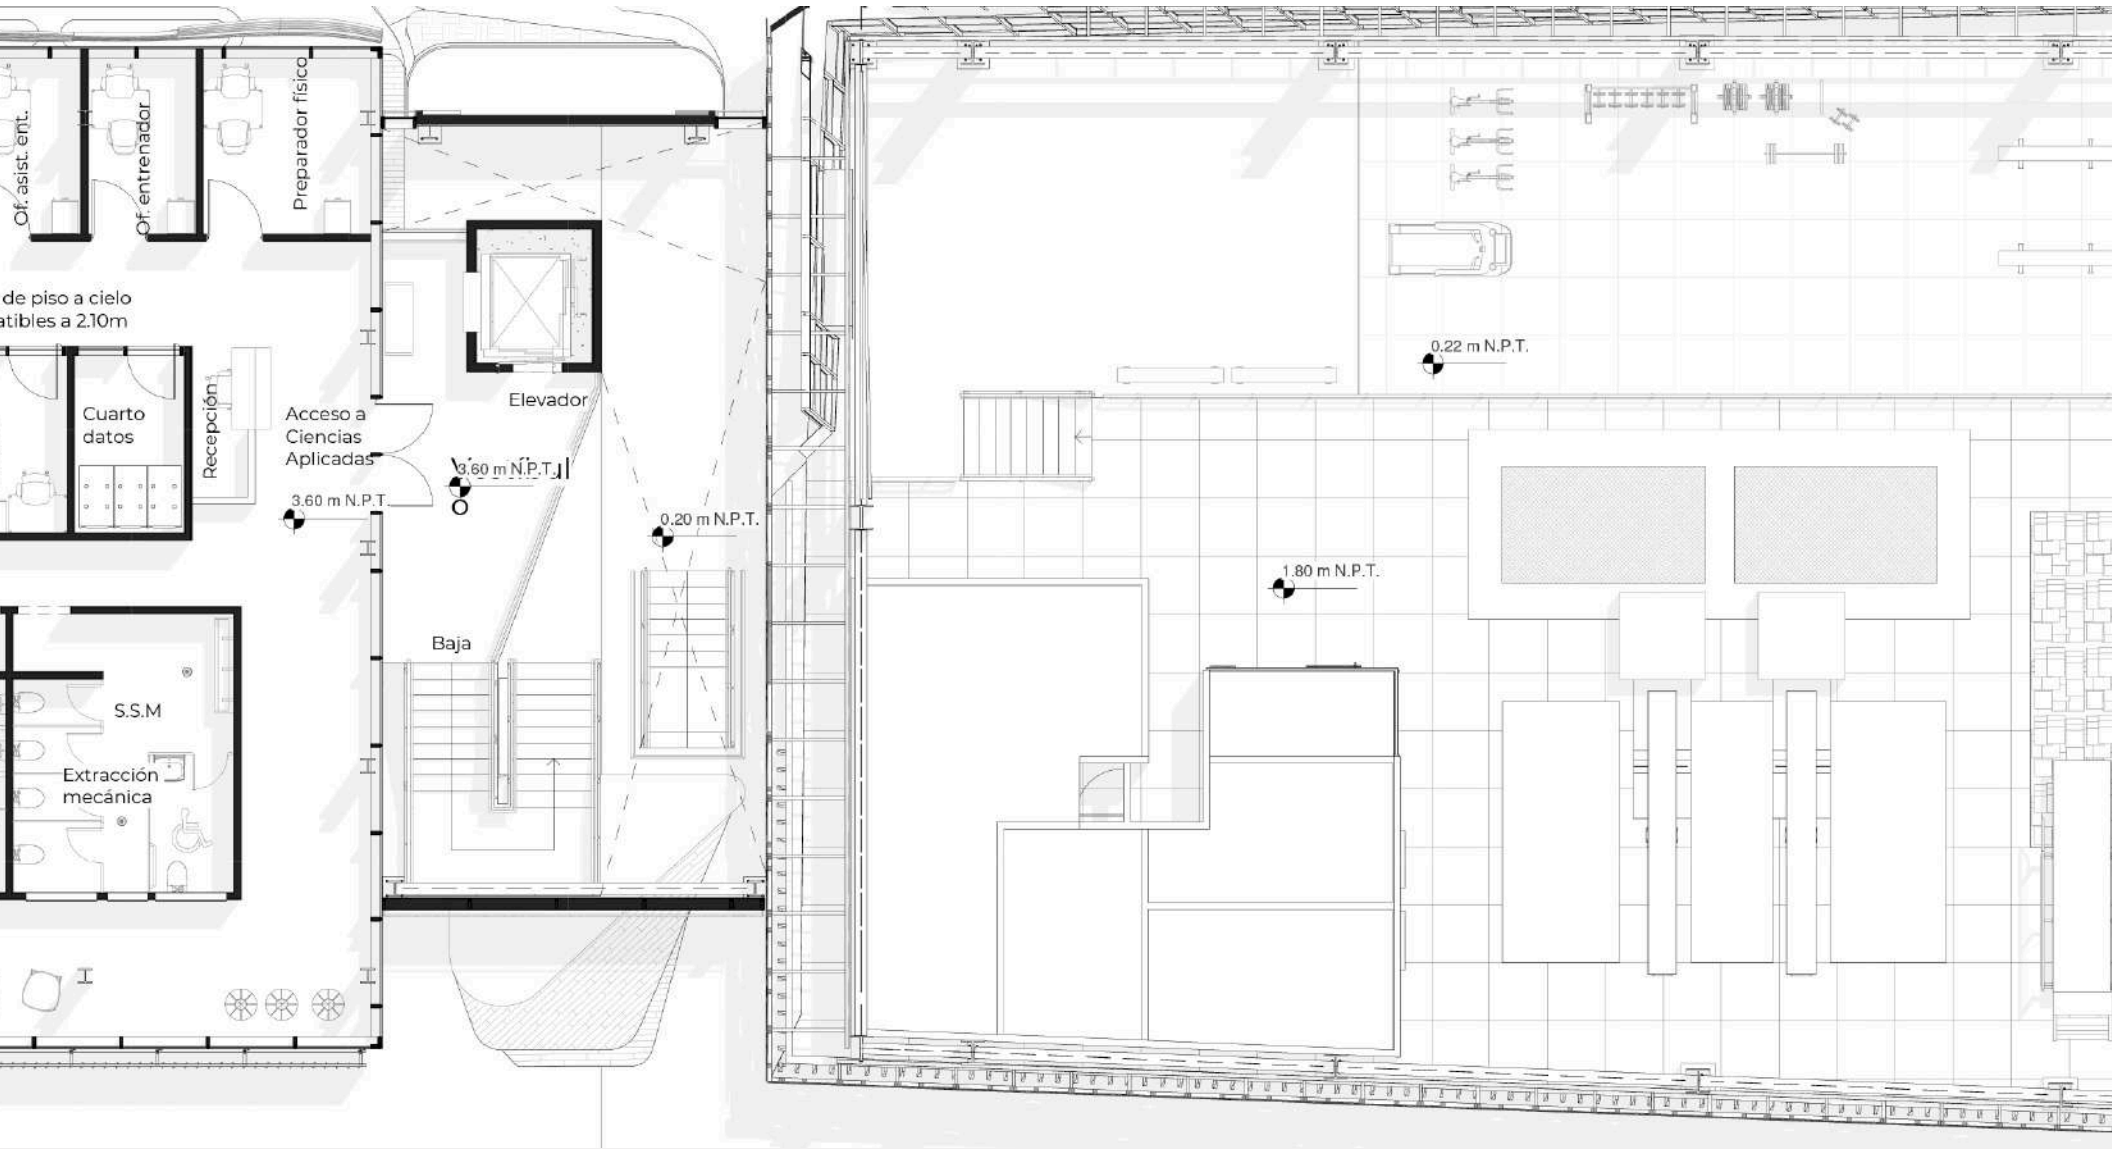 Of. asist. ent.
Of. entrenador
Preparador físico
de piso a cielo
atibles a 2.10m
Cuarto
datos
Recepción
Acceso a
Ciencias
Aplicadas
3.60 m N.P.T.
Elevador
3.60 m N.P.T.
0.20 m N.P.T.
Baja
S.S.M
Extracción
mecánica
0.22 m N.P.T.
1.80 m N.P.T.